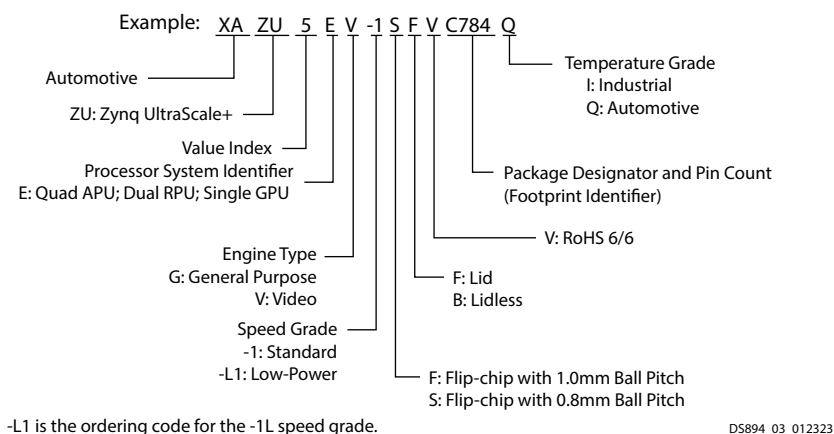 Example: XA ZU 5 E V -1 S F V C784 Q
Automotive
ZU: Zynq UltraScale+
Value Index
Processor System Identifier
E: Quad APU; Dual RPU; Single GPU
Engine Type
G: General Purpose
V: Video
Speed Grade
-1: Standard
-L1: Low-Power
Temperature Grade
I: Industrial
Q: Automotive
Package Designator and Pin Count
(Footprint Identifier)
V: RoHS 6/6
F: Lid
B: Lidless
F: Flip-chip with 1.0mm Ball Pitch
S: Flip-chip with 0.8mm Ball Pitch
-L1 is the ordering code for the -1L speed grade.
DS894_03_012323